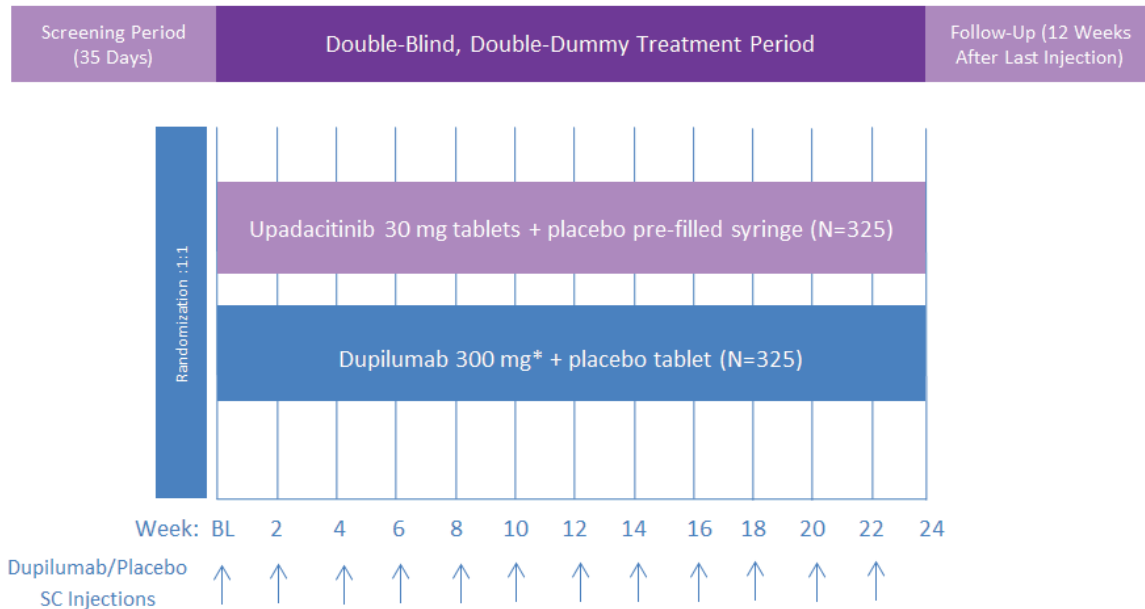 Screening Period
(35 Days)
Double-Blind, Double-Dummy Treatment Period
Follow-Up (12 Weeks
After Last Injection)
Randomization :1:1
Upadacitinib 30 mg tablets + placebo pre-filled syringe (N=325)
Dupilumab 300 mg* + placebo tablet (N=325)
Week: BL 2 4 6 8 10 12 14 16 18 20 22 24
Dupilumab/Placebo
SC Injections